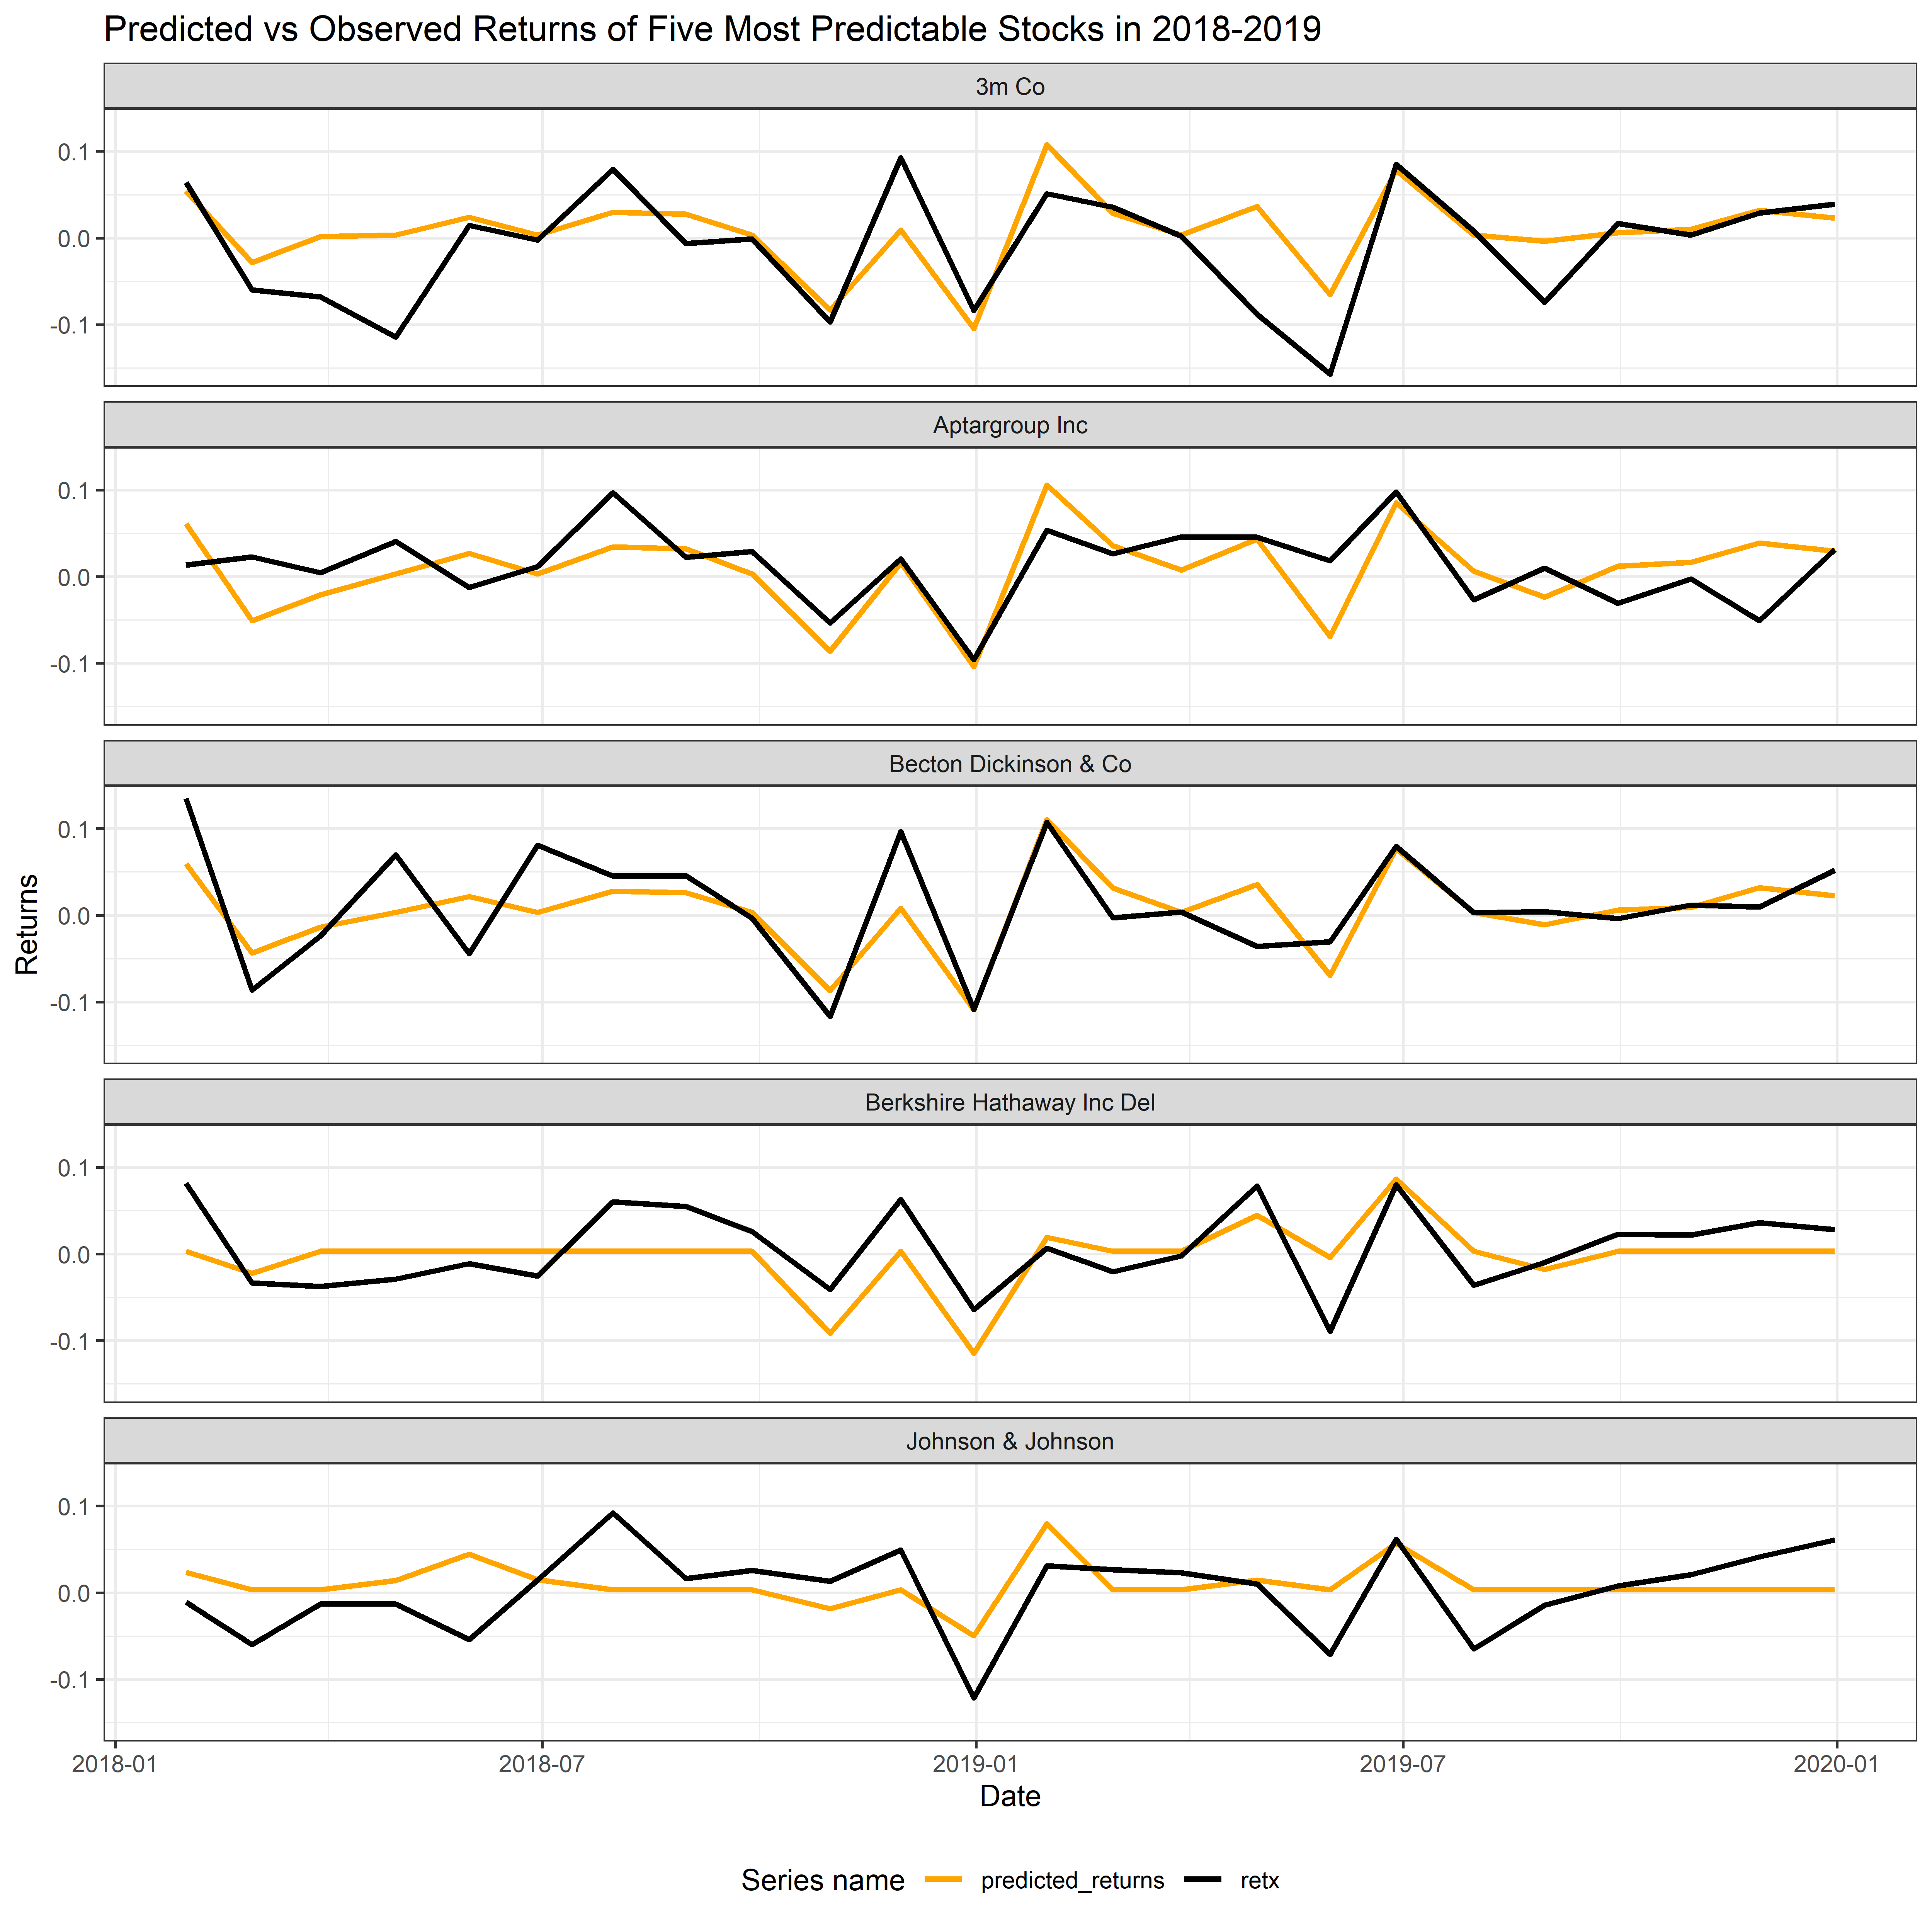 Predicted vs Observed Returns of Five Most Predictable Stocks in 2018-2019
3m Co
0.1
0.0
-0.1
Aptargroup Inc
0.1
0.0
-0.1
Becton Dickinson & Co
0.1
0.0
-0.1
Returns
Berkshire Hathaway Inc Del
0.1
0.0
-0.1
Johnson & Johnson
0.1
0.0
-0.1
2018-01 2018-07 2019-01 2019-07 2020-01
Date
Series name predicted_returns retx